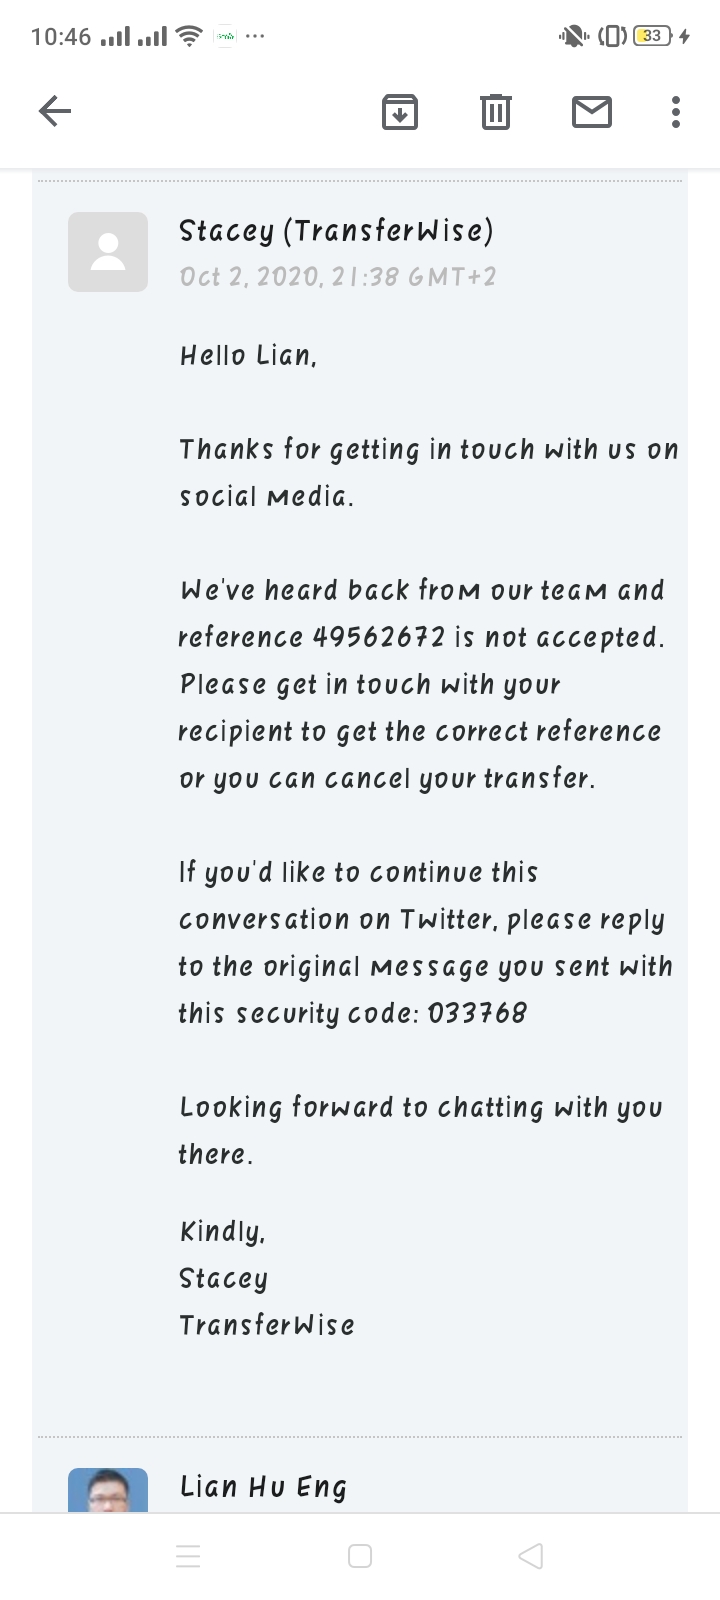 10:46
33
Stacey (TransferWise)
Oct 2, 2020, 21:38 GMT+2
Hello Lian,
Thanks for getting in touch with us on
social media.
We've heard back from our team and
reference 49562672 is not accepted.
Please get in touch with your
recipient to get the correct reference
or you can cancel your transfer.
If you'd like to continue this
conversation on Twitter, please reply
to the original message you sent with
this security code: 033768
Looking forward to chatting with you
there.
Kindly,
Stacey
TransferWise
Lian Hu Eng